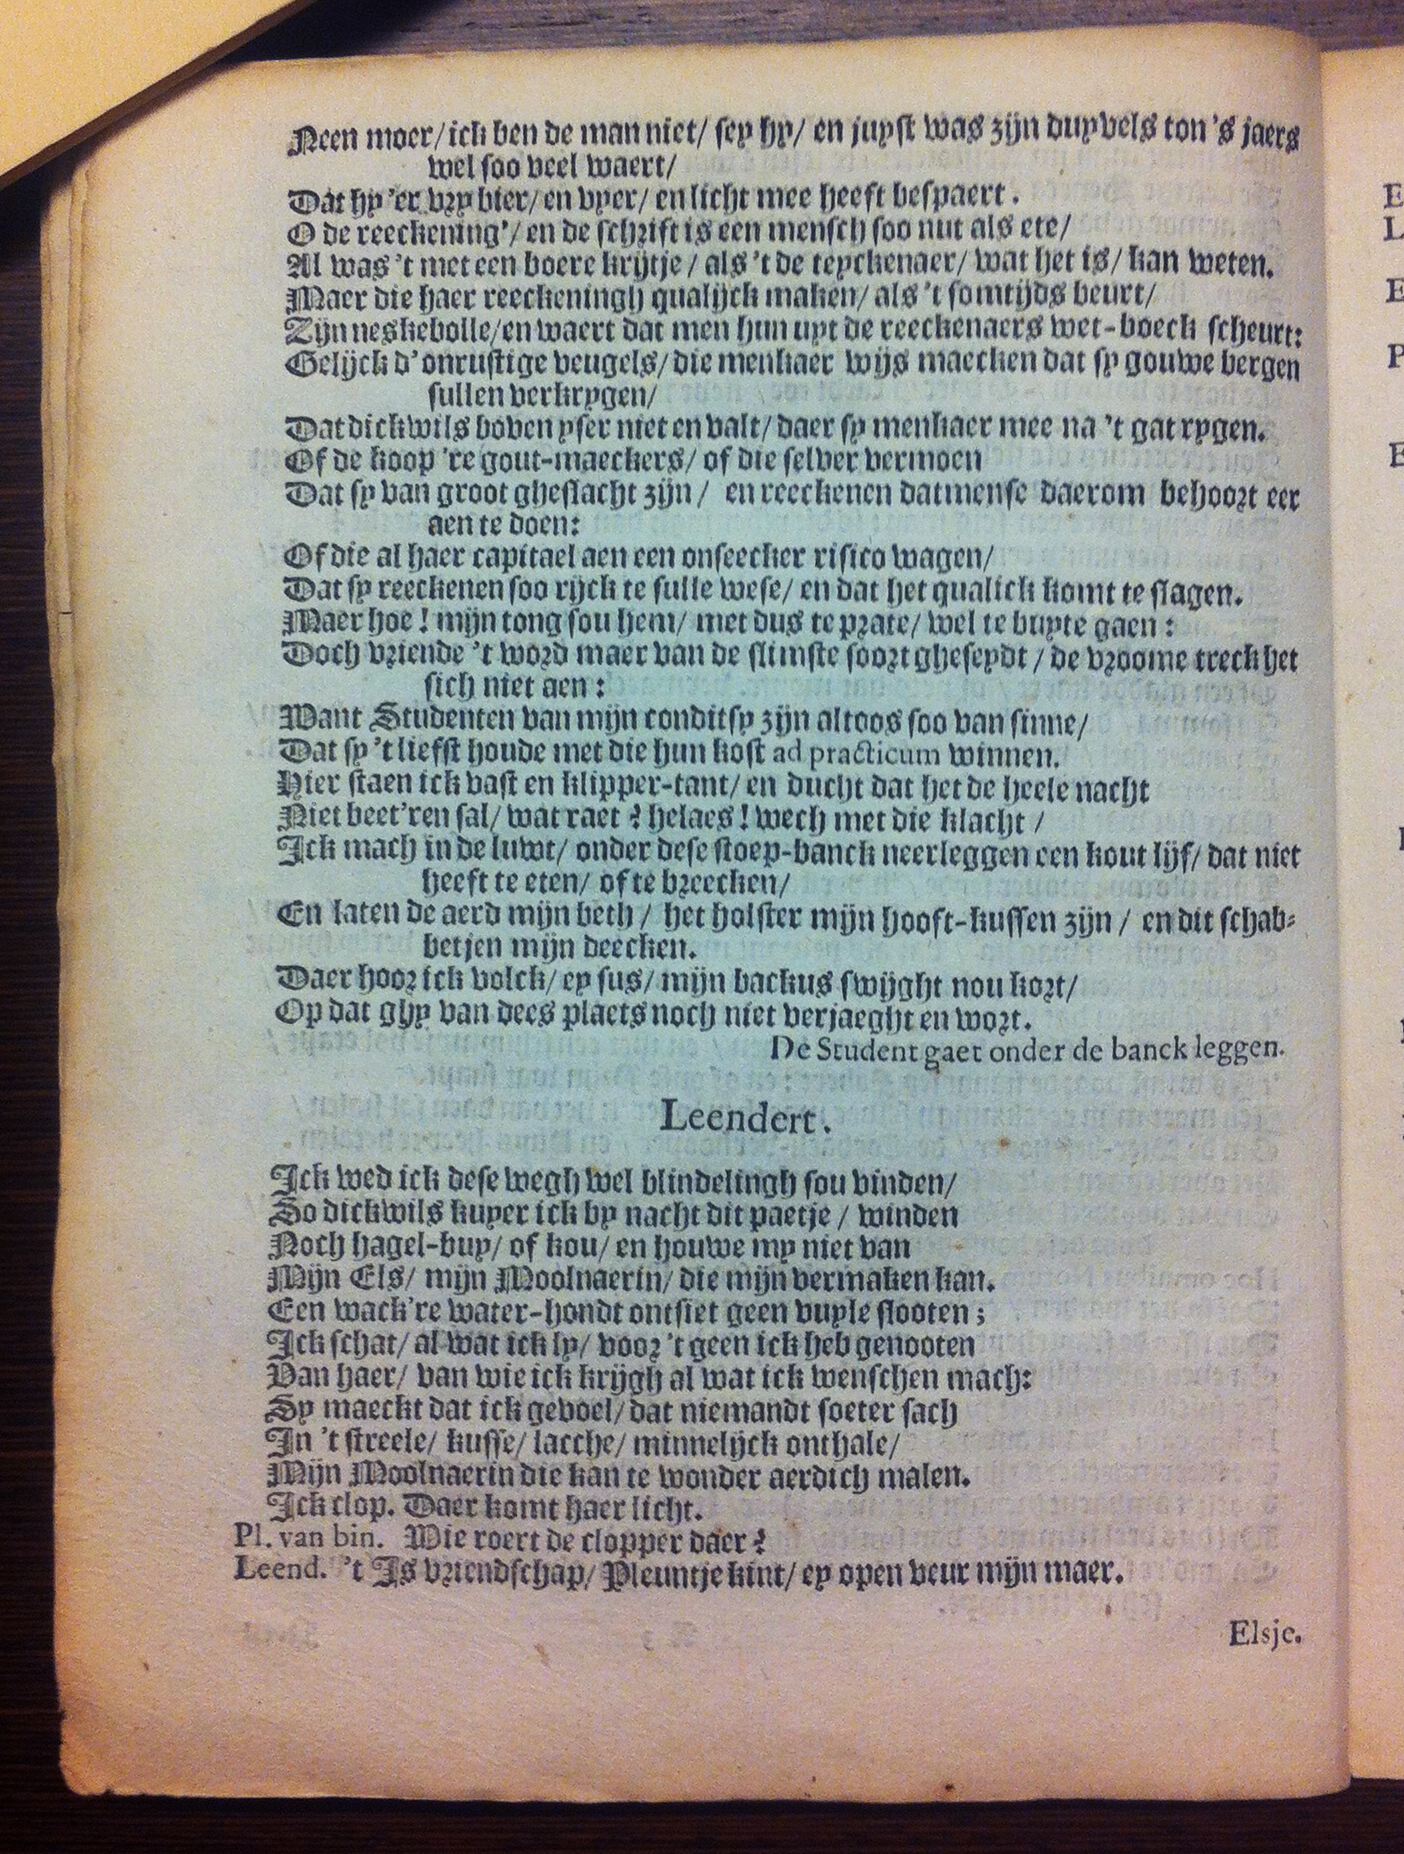 Neen moer/ ick ben de man niet/ sey hy/ en juyst was zijn duyvels ton 's jaers
wel soo veel waert/
Dat hy 'er vry bier/ en vyer/ en licht mee heeft bespaert.
O de reeckening'/ en de schrift is een mensch soo nut als ete/
Al was 't met een boere krijtje/ als 't de teyckenaer/ wat het is/ kan weten.
Maer die haer reeckeningh qualijck maken/ als 't somtijds beurt/
Zijn neskebolle/ en waert dat men hun uyt de reeckenaers wet-boeck scheurt:
Gelijck d'onrustige veugels/ die menkaer wijs maecken dat sy gouwe bergen
sullen verkrygen/
Dat dickwils boven yser niet en valt/ daer sy menkaer mee na 't gat rygen.
Of de koop 're gout-maeckers/ of die selver vermoen
Dat sy van groot gheslacht zijn/ en reeckenen datmense daerom behoort eer
aen te doen:
Of die al haer capitael aen een onseecker risico wagen/
Dat sy reeckenen soo rijck te sulle wese/ en dat het qualick komt te slagen.
Maer hoe! mijn tong sou hem/ met dus te prate/ wel te buyte gaen:
Doch vriende 't word maer van de slimste soort gheseydt/ de vroome treck het
sich niet aen:
Want Studenten van mijn conditsy zijn altoos soo van sinne/
Dat sy 't liefst houde met die hun kost ad practicum winnen.
Hier staen ick vast en klipper-tant/ en ducht dat het de heele nacht
Niet beet'ren sal/ wat raet? helaes! wech met die klacht/
Ick mach in de luwt/ onder dese stoep-banck neerleggen een kout lijf/ dat niet
heeft te eten/ of te breecken/
En laten de aerd mijn beth/ het holster mijn hooft-kussen zijn/ en dit schab-
betjen mijn deecken.
Daer hoor ick volck/ ey sus/ mijn backus swijght nou kort/
Op dat ghy van dees plaets noch niet verjaeght en wort.
De Student gaet onder de banck leggen.
Leendert.
Ick wed ick dese wegh wel blindelingh sou vinden/
So dickwils kuyer ick by nacht dit paetje/ winden
Noch hagel-buy/ of kou/ en houwe my niet van
Mijn Els/ mijn Moolnaerin/ die mijn vermaken kan.
Een wack're water-hondt ontsiet geen vuyle slooten;
Ick schat/ al wat ick ly/ voor 't geen ick heb genooten
Van haer/ van wie ick krijgh al wat ick wenschen mach:
Sy maeckt dat ick gevoel/ dat niemandt soeter sach
In 't streele/ kusse/ lacche/ minnelijck onthale/
Mijn Moolnaerin die kan te wonder aerdich malen.
Ick clop. Daer komt haer licht.
Pl. van bin. Wie roert de clopper daer?
Leend. 't Is vriendschap/ Pleuntje kint/ ey open veur mijn maer.
Elsje.